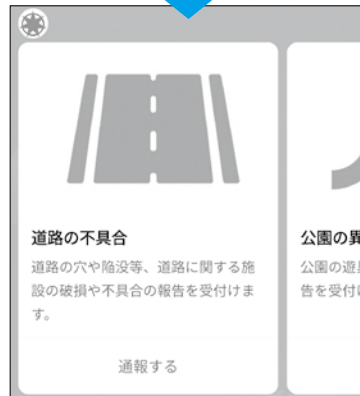 道路の不具合
道路の穴や陥没等、道路に関する施
設の破損や不具合の報告を受付けま
す。
通報する
公園の
公園の遊
告を受付